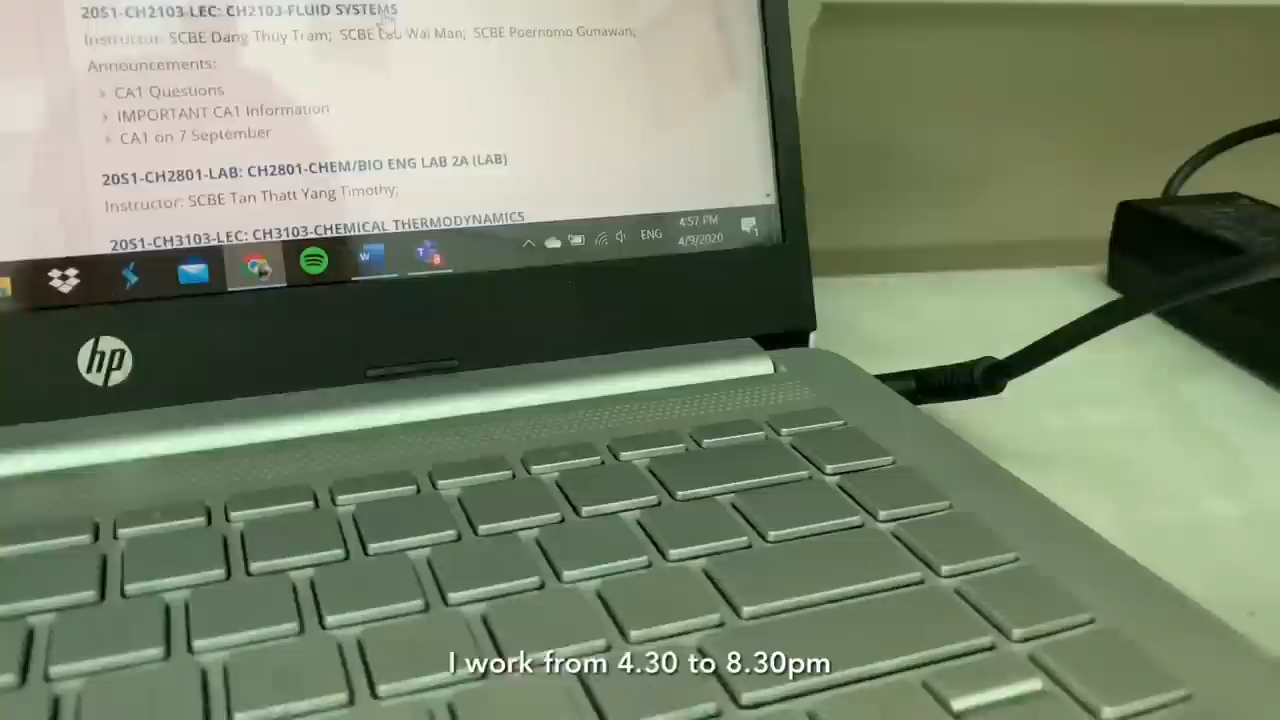 20S1-CH2103-LEC: CH2103-FLUID SYSTEMS
Instructor: SCBE Dang Thuy Tram; SCBE Lau Wai Man; SCBE Poernomo Gunawan;
Announcements:
CA1 Questions
IMPORTANT CA1 Information
CA1 on 7 September
20S1-CH2801-LAB: CH2801-CHEM/BIO ENG LAB 2A (LAB)
Instructor: SCBE Tan Thatt Yang Timothy;
20S1-CH3103-LEC: CH3103-CHEMICAL THERMODYNAMICS
ENG
4:57 PM
4/9/2020
hp
I work from 4.30 to 8.30pm